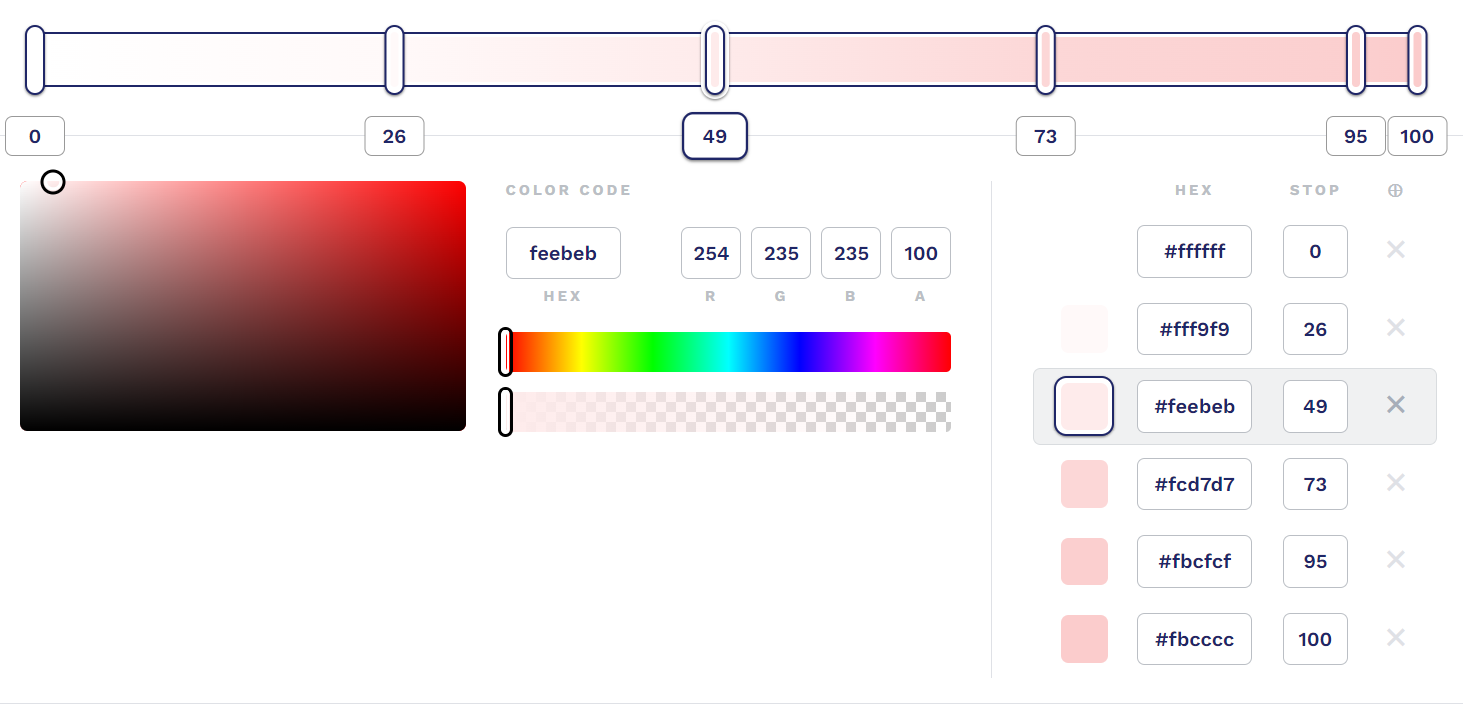 0 26 49 73 95 100
COLOR CODE
feebeb 254 235 235 100
HEX R G B A
HEX STOP
#ffffff 0
#fff9f9 26
#feebeb 49
#fcd7d7 73
#fbcfcf 95
#fbcccc 100